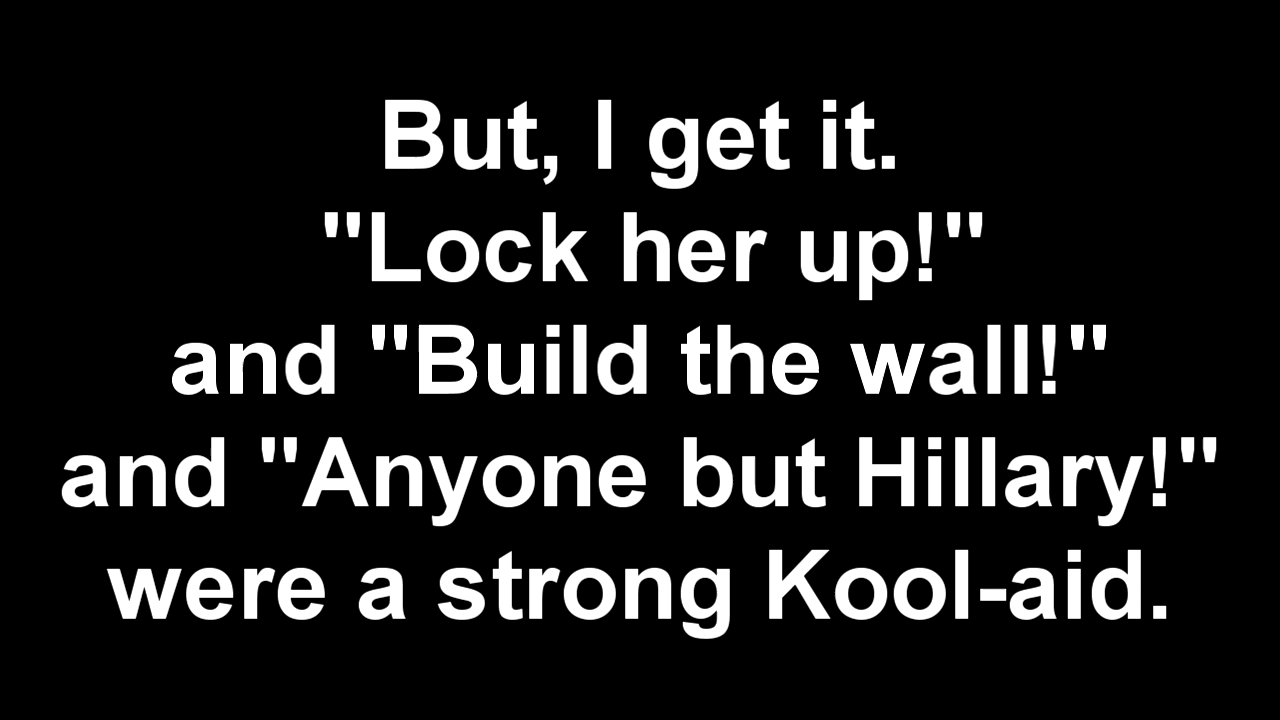 But, I get it.
"Lock her up!"
and "Build the wall!"
and "Anyone but Hillary!"
were a strong Kool-aid.